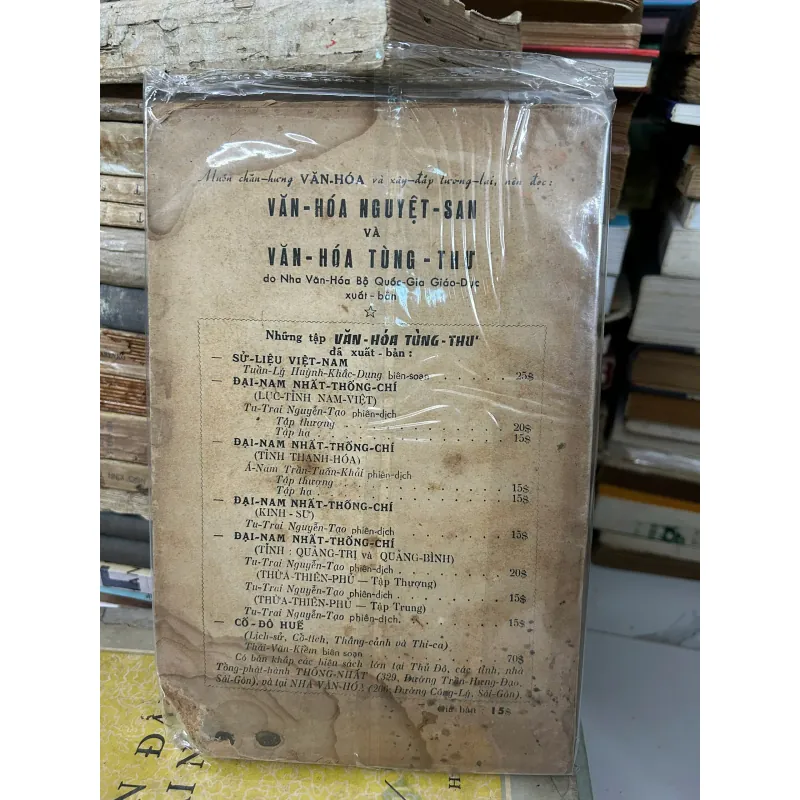 Muốn chấn-hưng VĂN-HÓA và xây-đắp tương-lai, nên đọc:
VĂN-HÓA NGUYỆT-SAN
VÀ
VĂN-HÓA TÙNG-THƯ
do Nha Văn-Hóa Bộ Quốc-Gia Giáo-Dục
xuất-bản
Những tập VĂN-HÓA TÙNG-THƯ
đã xuất-bản:
— SỬ-LIỆU VIỆT-NAM
Tuần-Lý Huỳnh-Khắc-Dụng biên-soạn . . . . . . 25$
— ĐẠI-NAM NHẤT-THỐNG-CHÍ
(LỤC-TỈNH NAM-VIỆT)
Tu-Trai Nguyễn-Tạo phiên-dịch
Tập thượng . . . . . . 20$
Tập hạ . . . . . . 15$
— ĐẠI-NAM NHẤT-THỐNG-CHÍ
(TỈNH THANH-HÓA)
Á-Nam Trần-Tuấn-Khải phiên-dịch
Tập thượng . . . . . . 15$
Tập hạ . . . . . . 15$
— ĐẠI-NAM NHẤT-THỐNG-CHÍ
(KINH-SƯ)
Tu-Trai Nguyễn-Tạo phiên-dịch . . . . . . 15$
— ĐẠI-NAM NHẤT-THỐNG-CHÍ
(TỈNH : QUẢNG-TRỊ và QUẢNG-BÌNH)
Tu-Trai Nguyễn-Tạo phiên-dịch . . . . . . 20$
(THỪA-THIÊN-PHỦ — Tập Thượng)
Tu-Trai Nguyễn-Tạo phiên-dịch . . . . . . 15$
(THỪA-THIÊN-PHỦ — Tập Trung)
Tu-Trai Nguyễn-Tạo phiên-dịch. . . . . . 15$
— CỐ-ĐÔ HUẾ
(Lịch-sử, Cổ-tích, Thắng-cảnh và Thi-ca)
Thái-Văn-Kiểm biên soạn . . . . . . 70$
Có bán khắp các hiệu sách lớn tại Thủ Đô, các tỉnh, nhà
Tổng-phát-hành THỐNG-NHẤT (329, Đường Trần-Hưng-Đạo,
Sài-Gòn), và tại NHA VĂN-HÓA (266, Đường Công-Lý, Sài-Gòn).
Giá bán 15$